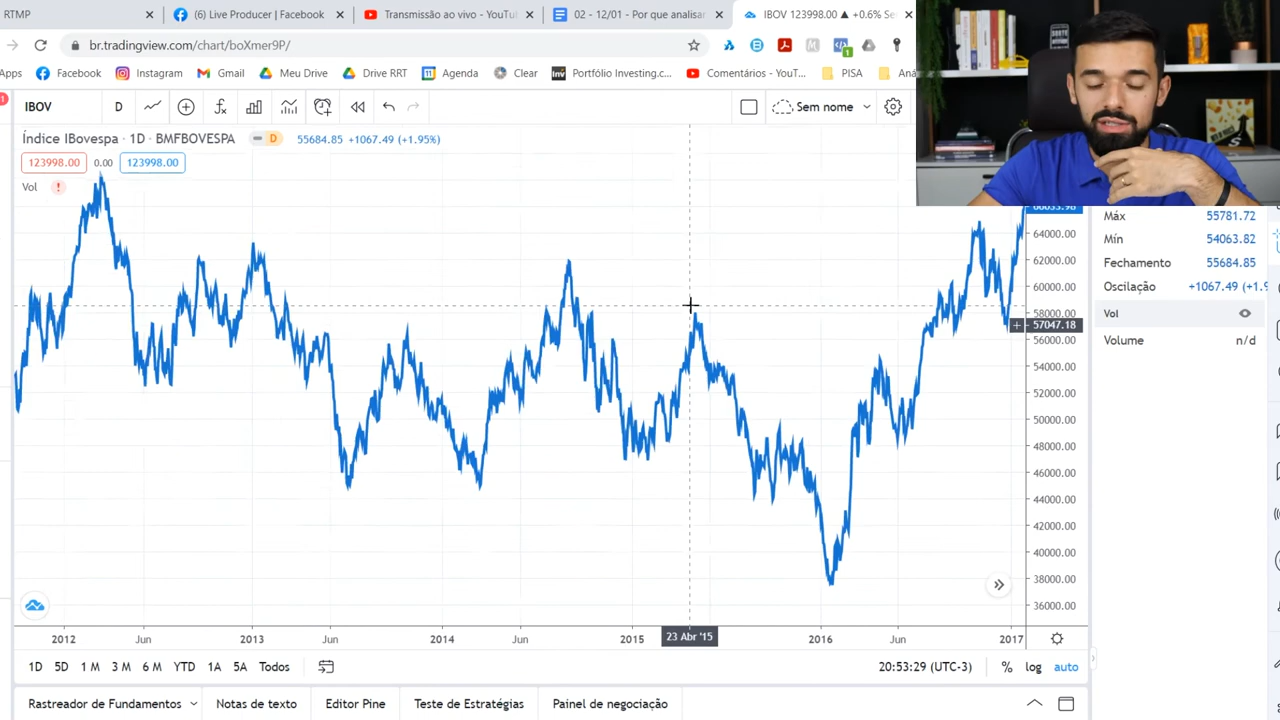 RTMP
(6) Live Producer | Facebook
Transmissão ao vivo - YouTu
02 - 12/01 - Por que analisar
IBOV 123998.00 ▲ +0.6% Se
br.tradingview.com/chart/boXmer9P/
Apps
Facebook
Instagram
Gmail
Meu Drive
Drive RRT
Agenda
Clear
Portfólio Investing.c...
Comentários - YouT...
PISA
IBOV
D
Sem nome
Índice IBovespa · 1D · BMFBOVESPA
D
55684.85 +1067.49 (+1.95%)
123998.00
0.00
123998.00
Vol
Máx 55781.72
Mín 54063.82
Fechamento 55684.85
Oscilação +1067.49 (+1.9
Vol
Volume n/d
64000.00
62000.00
60000.00
58000.00
57047.18
56000.00
54000.00
52000.00
50000.00
48000.00
46000.00
44000.00
42000.00
40000.00
38000.00
36000.00
2012 Jun 2013 Jun 2014 Jun 2015 23 Abr '15 2016 Jun 2017
1D 5D 1 M 3 M 6 M YTD 1A 5A Todos
20:53:29 (UTC-3)
% log auto
Rastreador de Fundamentos
Notas de texto
Editor Pine
Teste de Estratégias
Painel de negociação